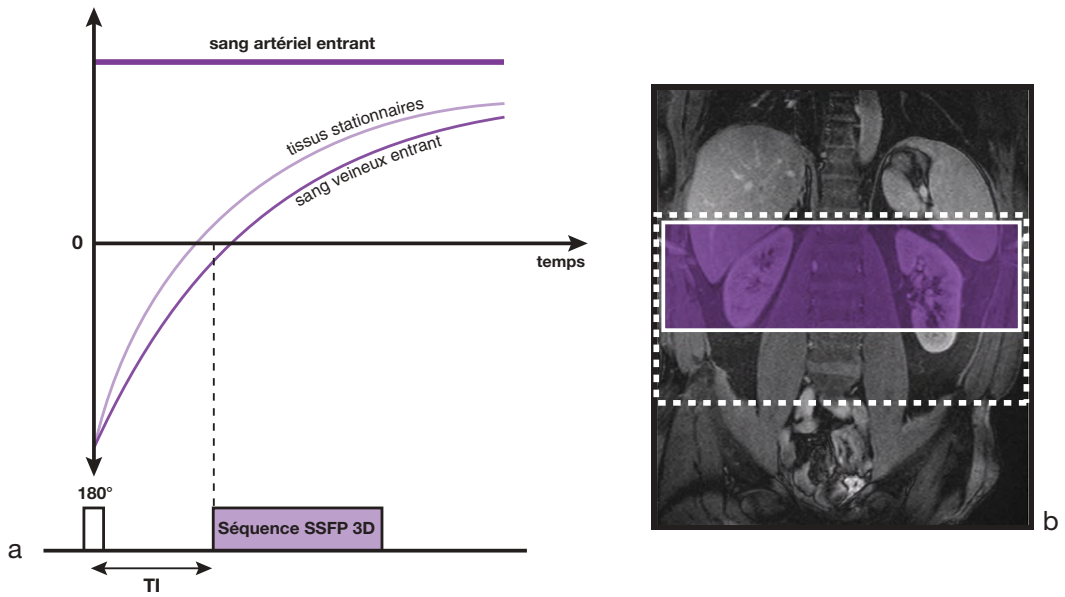 sang artériel entrant
tissus stationnaires
sang veineux entrant
0
temps
180°
Séquence SSFP 3D
TI
a
b